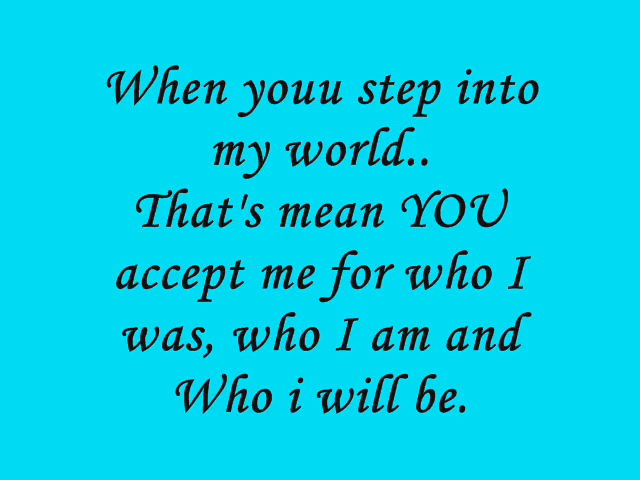 When youu step into
my world..
That's mean YOU
accept me for who I
was, who I am and
Who i will be.